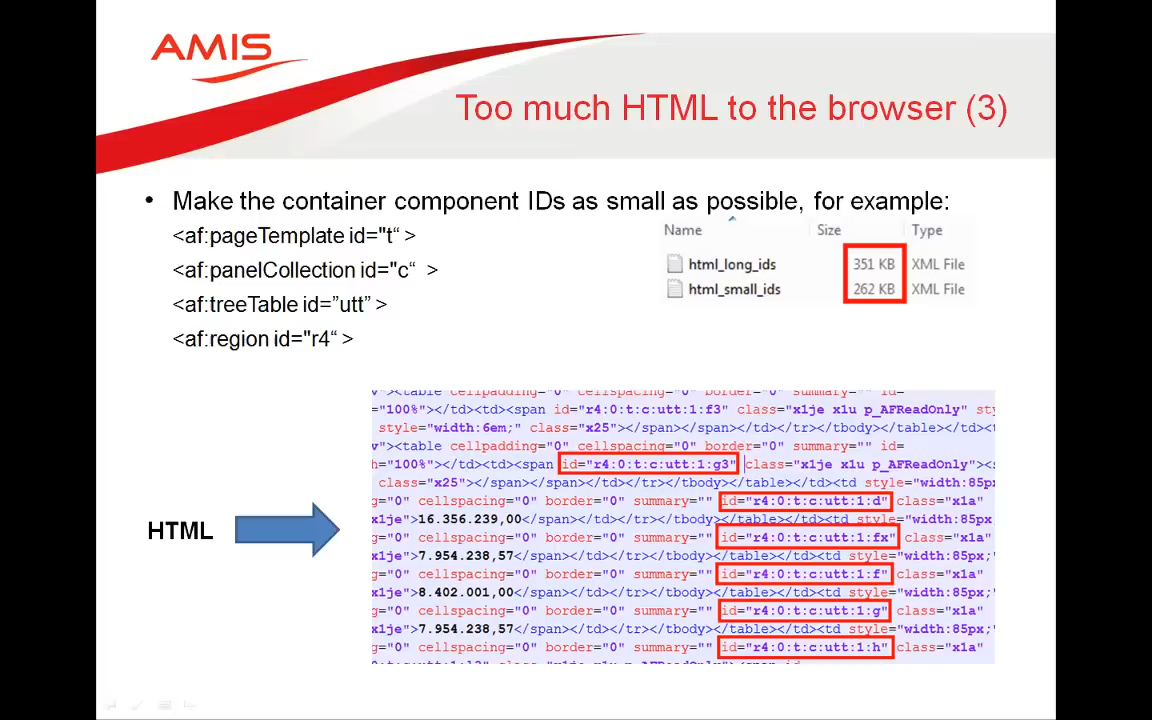 AMIS
Too much HTML to the browser (3)
• Make the container component IDs as small as possible, for example:
<af:pageTemplate id="t“ >
<af:panelCollection id="c“  >
<af:treeTable id=”utt” >
<af:region id="r4“ >
Name Size Type
html_long_ids 351 KB XML File
html_small_ids 262 KB XML File
HTML
v"><table cellpadding="0" cellspacing="0" border="0" summary="" id=
="100%"></td><td><span id="r4:0:t:c:utt:1:f3" class="x1je x1u p_AFReadOnly" sty
style="width:6em;" class="x25"></span></span></td></tr></tbody></table></td><t
v"><table cellpadding="0" cellspacing="0" border="0" summary="" id=
h="100%"></td><td><span id="r4:0:t:c:utt:1:g3" class="x1je x1u p_AFReadOnly"><s
class="x25"></span></span></td></tr></tbody></table></td><td style="width:85px
g="0" cellspacing="0" border="0" summary="" id="r4:0:t:c:utt:1:d" class="x1a"
x1je">16.356.239,00</span></td></tr></tbody></table></td><td style="width:85px
g="0" cellspacing="0" border="0" summary="" id="r4:0:t:c:utt:1:fx" class="x1a"
x1je">7.954.238,57</span></td></tr></tbody></table></td><td style="width:85px;"
g="0" cellspacing="0" border="0" summary="" id="r4:0:t:c:utt:1:f" class="x1a"
x1je">8.402.001,00</span></td></tr></tbody></table></td><td style="width:85px;"
g="0" cellspacing="0" border="0" summary="" id="r4:0:t:c:utt:1:g" class="x1a"
x1je">7.954.238,57</span></td></tr></tbody></table></td><td style="width:85px;"
g="0" cellspacing="0" border="0" summary="" id="r4:0:t:c:utt:1:h" class="x1a"